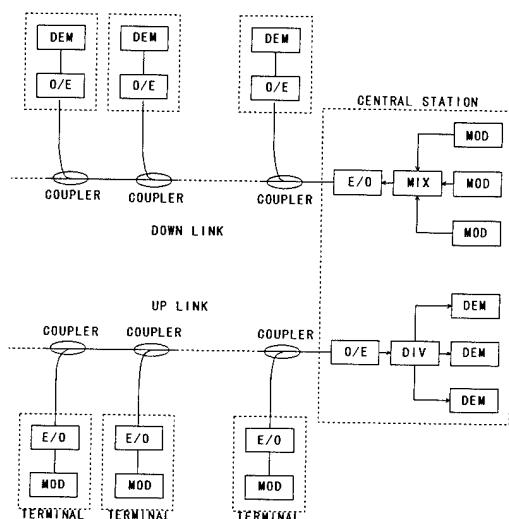 DEM DEM DEM
O/E O/E O/E
CENTRAL STATION
MOD
E/O MIX MOD
COUPLER COUPLER COUPLER
MOD
DOWN LINK
UP LINK
COUPLER COUPLER COUPLER
DEM
O/E DIV DEM
DEM
E/O E/O E/O
MOD MOD MOD
TERMINAL TERMINAL TERMINAL